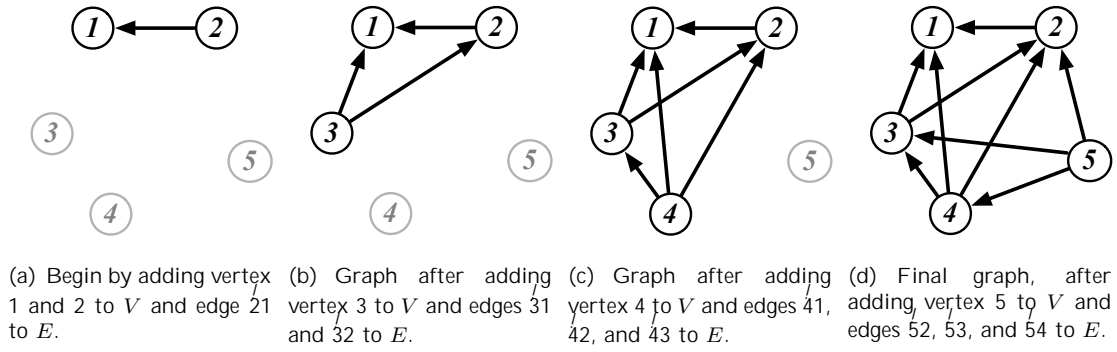 1 2
3
5
4
1 2
3
5
4
1 2
3
5
4
1 2
3
5
4
(a) Begin by adding vertex
1 and 2 to V and edge 21
to E.
(b) Graph after adding
vertex 3 to V and edges 31
and 32 to E.
(c) Graph after adding
vertex 4 to V and edges 41,
42, and 43 to E.
(d) Final graph, after
adding vertex 5 to V and
edges 52, 53, and 54 to E.